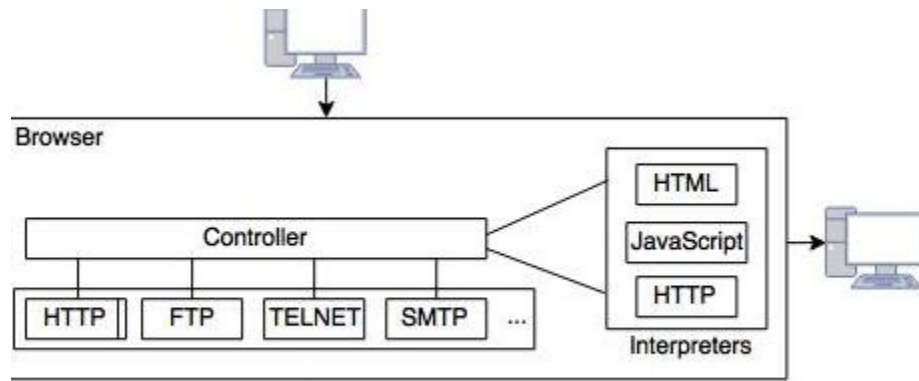 Browser
HTML
Controller
JavaScript
HTTP
HTTP FTP TELNET SMTP ...
Interpreters